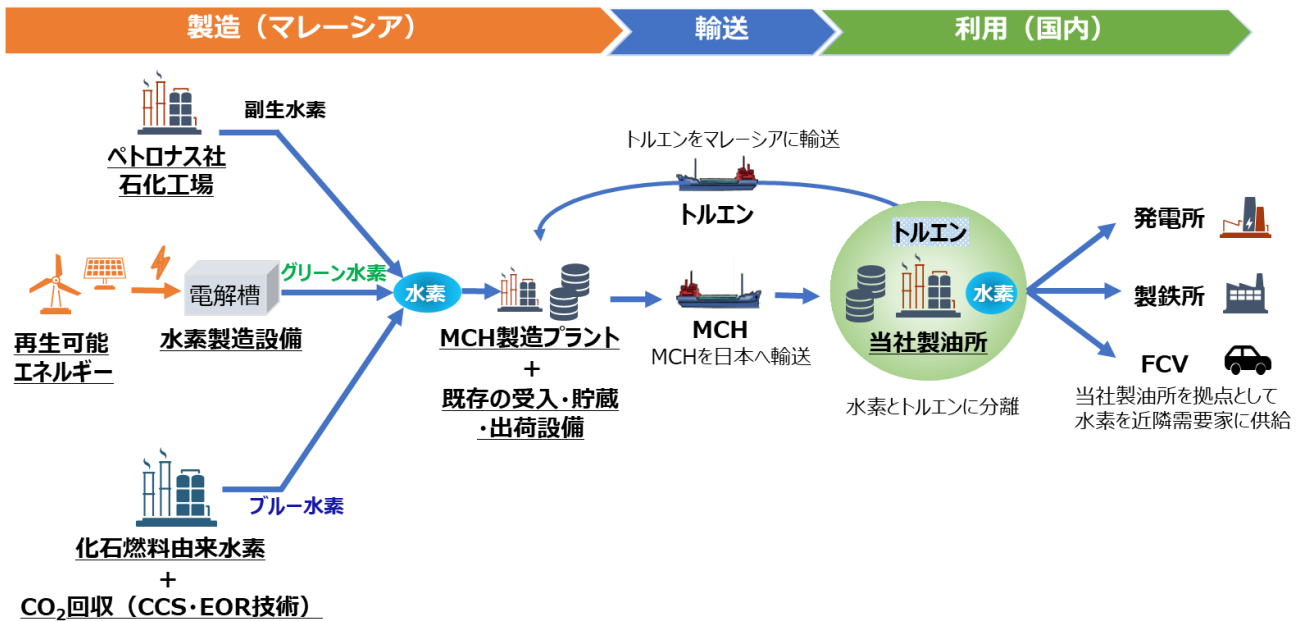 製造（マレーシア）
輸送
利用（国内）
副生水素
ペトロナス社
石化工場
再生可能
エネルギー
電解槽
水素製造設備
グリーン水素
化石燃料由来水素
+
CO₂回収（CCS・EOR技術）
ブルー水素
水素
MCH製造プラント
+
既存の受入・貯蔵
・出荷設備
トルエンをマレーシアに輸送
トルエン
MCH
MCHを日本へ輸送
トルエン
水素
当社製油所
水素とトルエンに分離
発電所
製鉄所
FCV
当社製油所を拠点として
水素を近隣需要家に供給